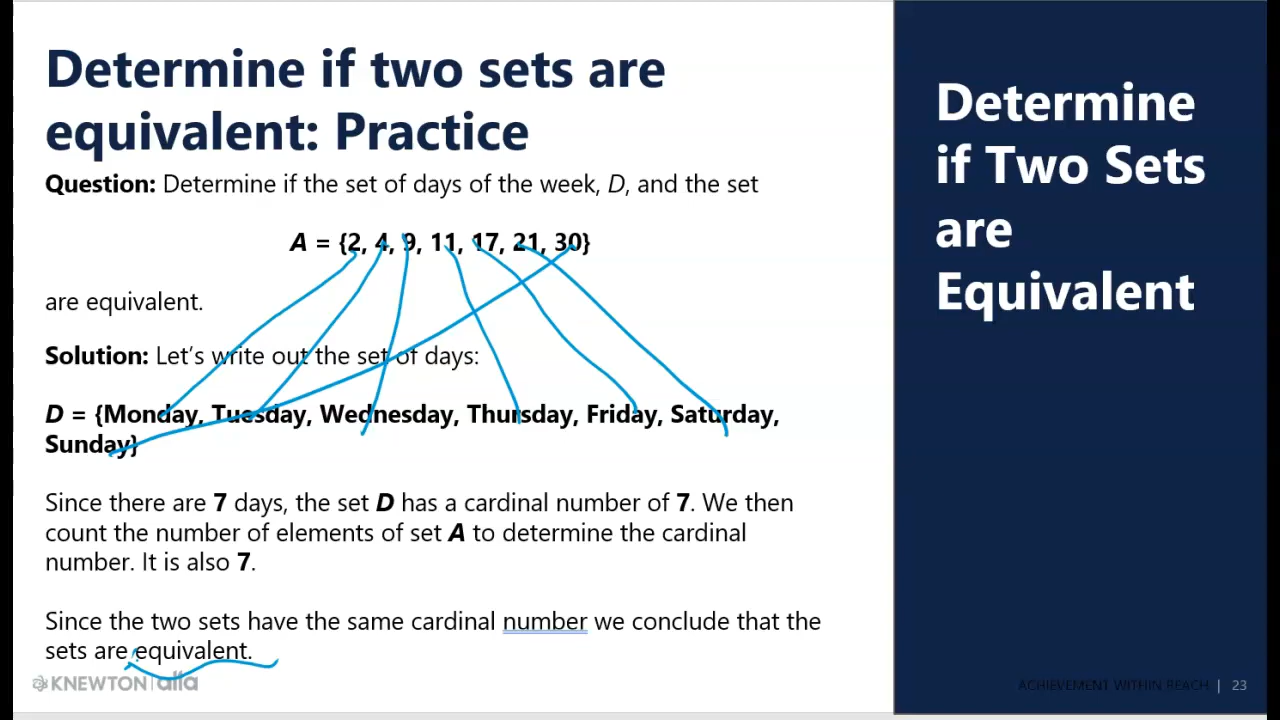 Determine if two sets are
equivalent: Practice
Question: Determine if the set of days of the week, D, and the set
A = {2, 4, 9, 11, 17, 21, 30}
are equivalent.
Solution: Let's write out the set of days:
D = {Monday, Tuesday, Wednesday, Thursday, Friday, Saturday,
Sunday}
Since there are 7 days, the set D has a cardinal number of 7. We then
count the number of elements of set A to determine the cardinal
number. It is also 7.
Since the two sets have the same cardinal number we conclude that the
sets are equivalent.
KNEWTON | alta
Determine
if Two Sets
are
Equivalent
ACHIEVEMENT WITHIN REACH | 23